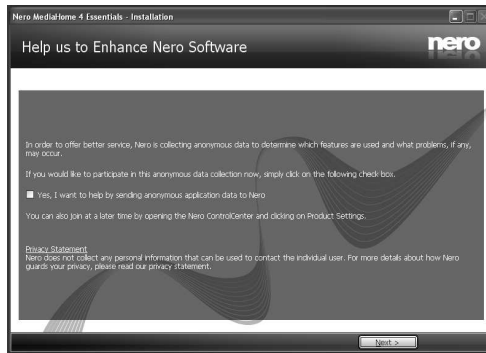 Nero MediaHome 4 Essentials - Installation
Help us to Enhance Nero Software
nero
In order to offer better service, Nero is collecting anonymous data to determine which features are used and what problems, if any,
may occur.
If you would like to participate in this anonymous data collection now, simply click on the following check box.
Yes, I want to help by sending anonymous application data to Nero
You can also join at a later time by opening the Nero ControlCenter and clicking on Product Settings.
Privacy Statement
Nero does not collect any personal information that can be used to contact the individual user. For more details about how Nero
guards your privacy, please read our privacy statement.
Next >